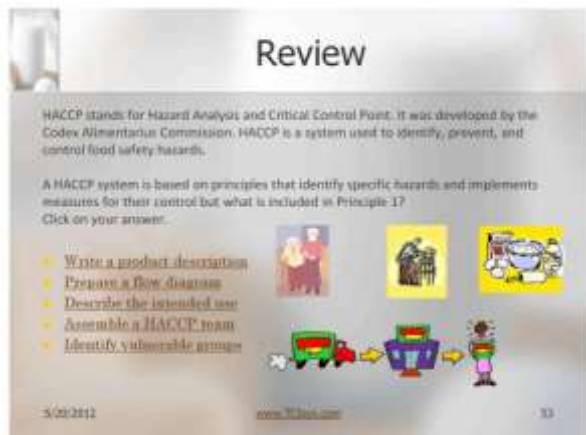 Review
HACCP stands for Hazard Analysis and Critical Control Point. It was developed by the
Codex Alimentarius Commission. HACCP is a system used to identify, prevent, and
control food safety hazards.
A HACCP system is based on principles that identify specific hazards and implements
measures for their control but what is included in Principle 1?
Click on your answer.
Write a product description
Prepare a flow diagram
Describe the intended use
Assemble a HACCP team
Identify vulnerable groups
5/20/2012
53